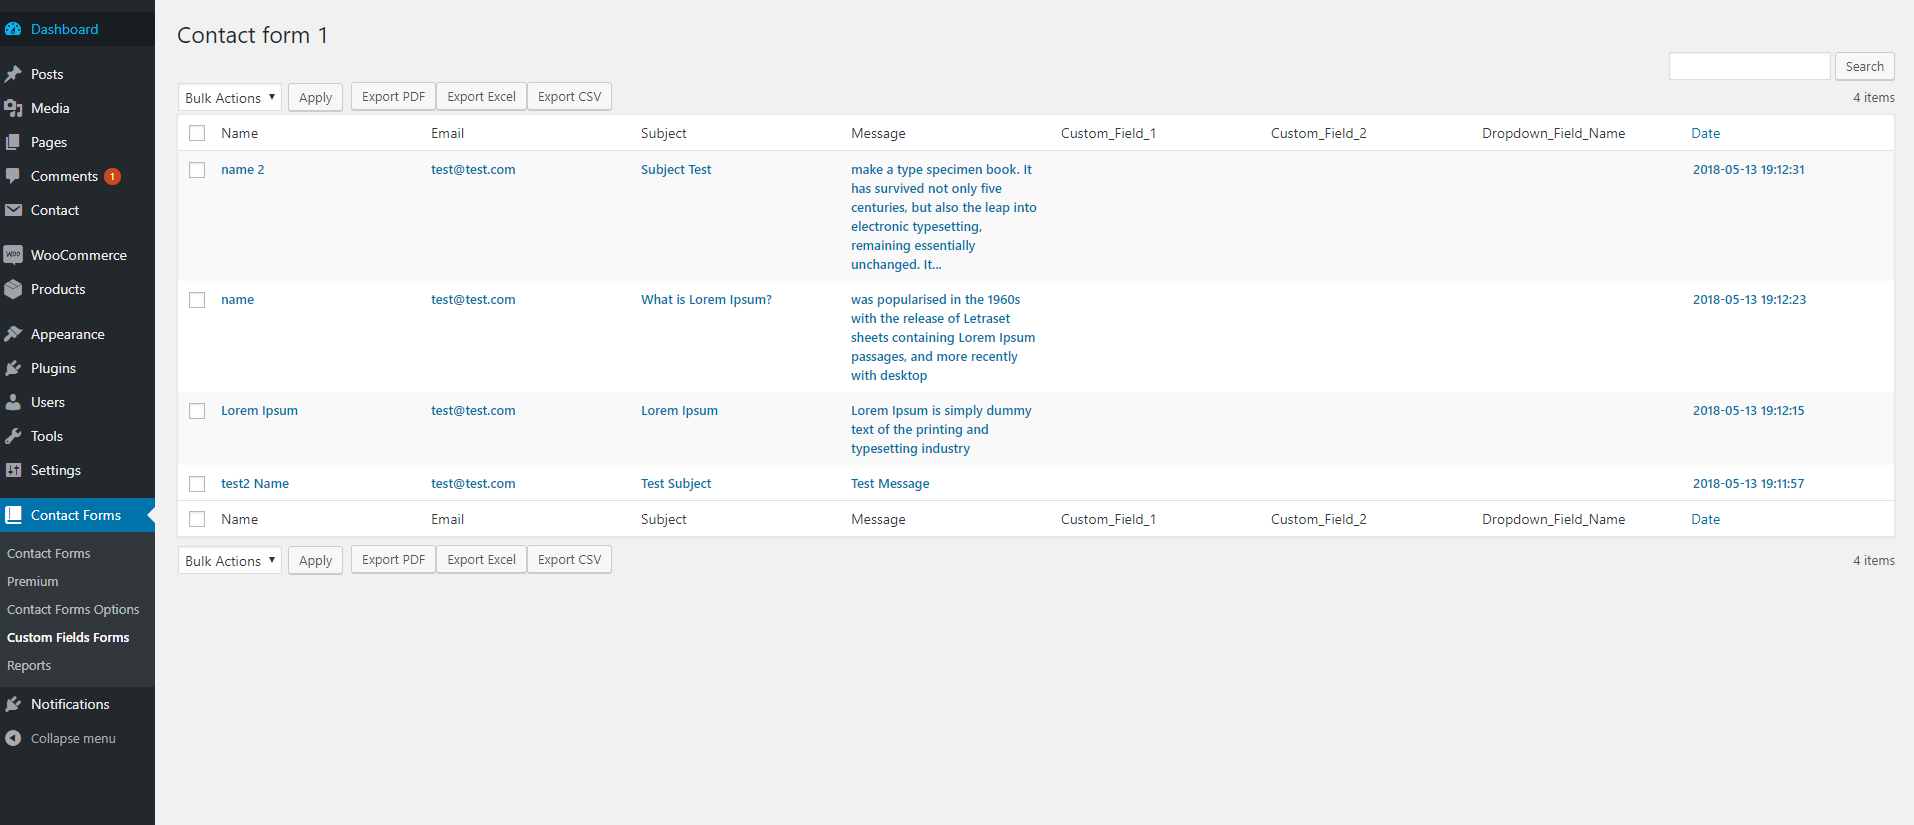 Dashboard
Posts
Media
Pages
Comments 1
Contact
WOO WooCommerce
Products
Appearance
Plugins
Users
Tools
Settings
Contact Forms
Contact Forms
Premium
Contact Forms Options
Custom Fields Forms
Reports
Notifications
Collapse menu
Contact form 1
Search
Bulk Actions Apply Export PDF Export Excel Export CSV 4 items
Name Email Subject Message Custom_Field_1 Custom_Field_2 Dropdown_Field_Name Date
name 2 test@test.com Subject Test make a type specimen book. It 2018-05-13 19:12:31
has survived not only five
centuries, but also the leap into
electronic typesetting,
remaining essentially
unchanged. It...
name test@test.com What is Lorem Ipsum? was popularised in the 1960s 2018-05-13 19:12:23
with the release of Letraset
sheets containing Lorem Ipsum
passages, and more recently
with desktop
Lorem Ipsum test@test.com Lorem Ipsum Lorem Ipsum is simply dummy 2018-05-13 19:12:15
text of the printing and
typesetting industry
test2 Name test@test.com Test Subject Test Message 2018-05-13 19:11:57
Name Email Subject Message Custom_Field_1 Custom_Field_2 Dropdown_Field_Name Date
Bulk Actions Apply Export PDF Export Excel Export CSV 4 items